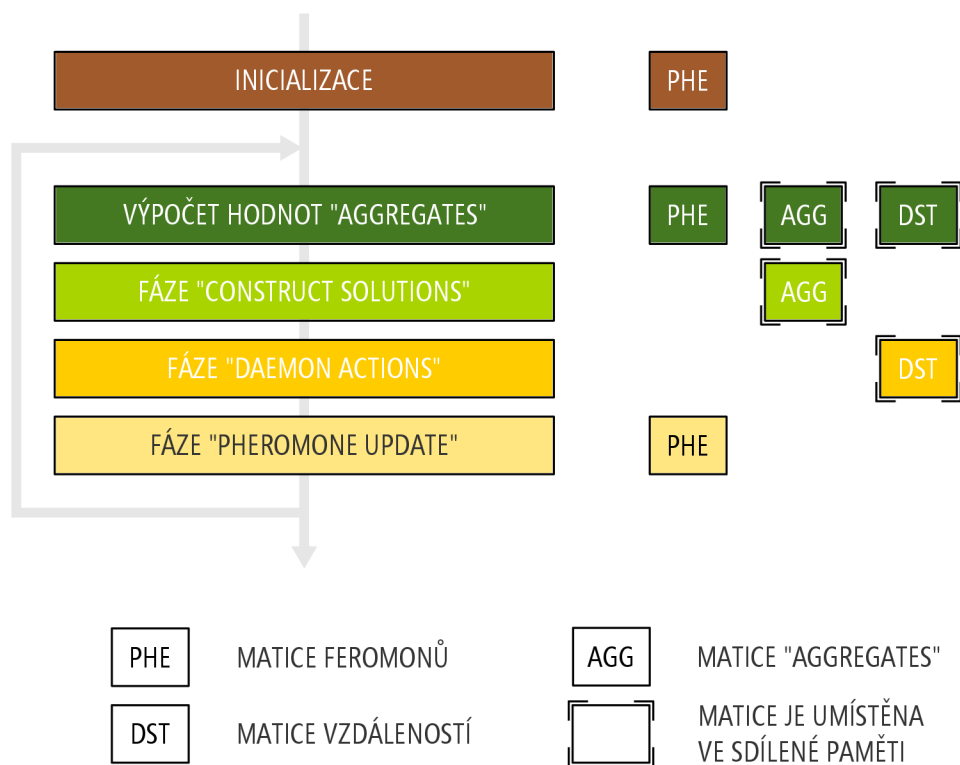 INICIALIZACE PHE
VÝPOČET HODNOT "AGGREGATES" PHE AGG DST
FÁZE "CONSTRUCT SOLUTIONS" AGG
FÁZE "DAEMON ACTIONS" DST
FÁZE "PHEROMONE UPDATE" PHE
PHE MATICE FEROMONŮ
AGG MATICE "AGGREGATES"
DST MATICE VZDÁLENOSTÍ
MATICE JE UMÍSTĚNA
VE SDÍLENÉ PAMĚTI